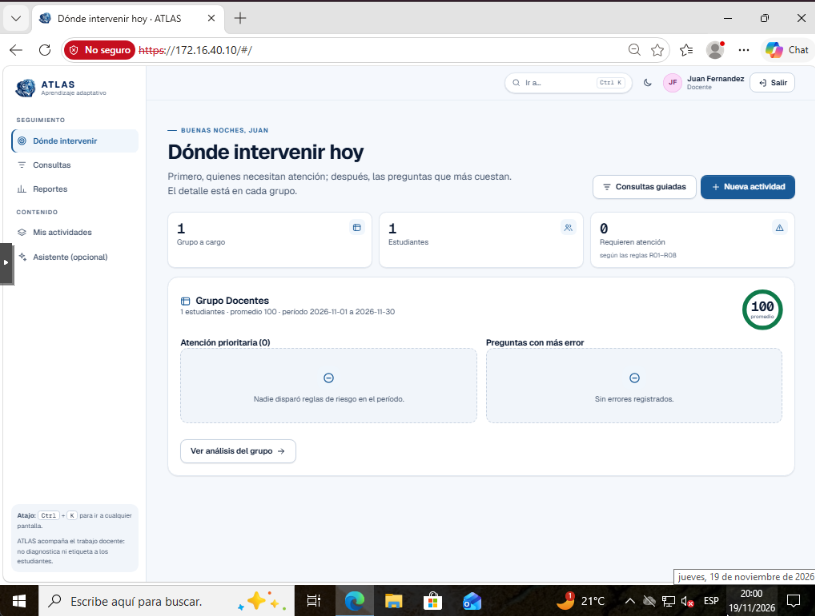 Dónde intervenir hoy · ATLAS
No seguro https://172.16.40.10/#/
Chat
ATLAS
Aprendizaje adaptativo
Ir a...
Ctrl K
JF
Juan Fernandez
Docente
Salir
SEGUIMIENTO
Dónde intervenir
Consultas
Reportes
CONTENIDO
Mis actividades
Asistente (opcional)
BUENAS NOCHES, JUAN
Dónde intervenir hoy
Primero, quienes necesitan atención; después, las preguntas que más cuestan.
El detalle está en cada grupo.
Consultas guiadas
+ Nueva actividad
1
Grupo a cargo
1
Estudiantes
0
Requieren atención
según las reglas R01–R08
Grupo Docentes
1 estudiantes · promedio 100 · período 2026-11-01 a 2026-11-30
100
promedio
Atención prioritaria (0)
Nadie disparó reglas de riesgo en el período.
Preguntas con más error
Sin errores registrados.
Ver análisis del grupo →
Atajo: Ctrl + K para ir a cualquier
pantalla.
ATLAS acompaña el trabajo docente:
no diagnostica ni etiqueta a los
estudiantes.
jueves, 19 de noviembre de 2026
Escribe aquí para buscar.
1
21°C
ESP
20:00
19/11/2026